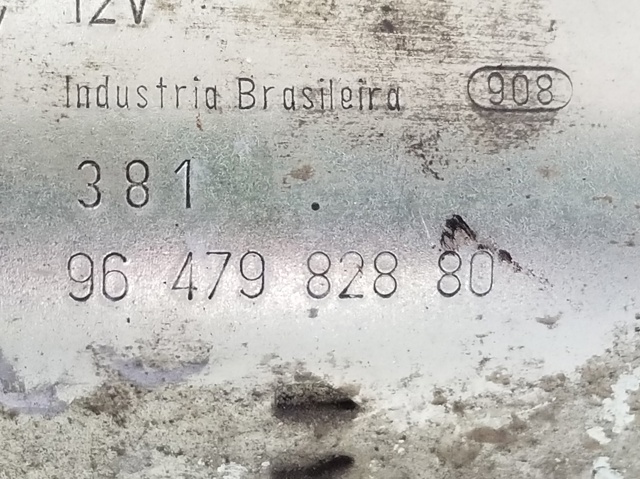 12V
Industria Brasileira 908
381
96 479 828 80